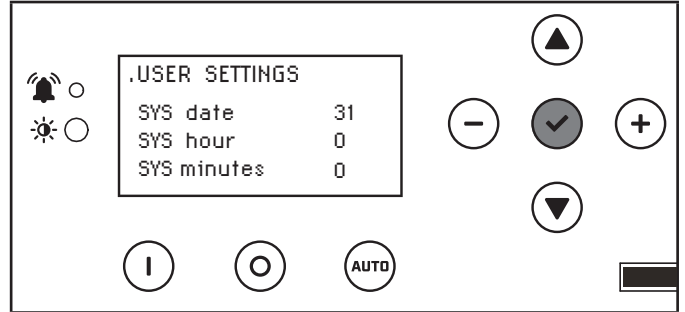 .USER SETTINGS
SYS date 31
SYS hour 0
SYS minutes 0
AUTO